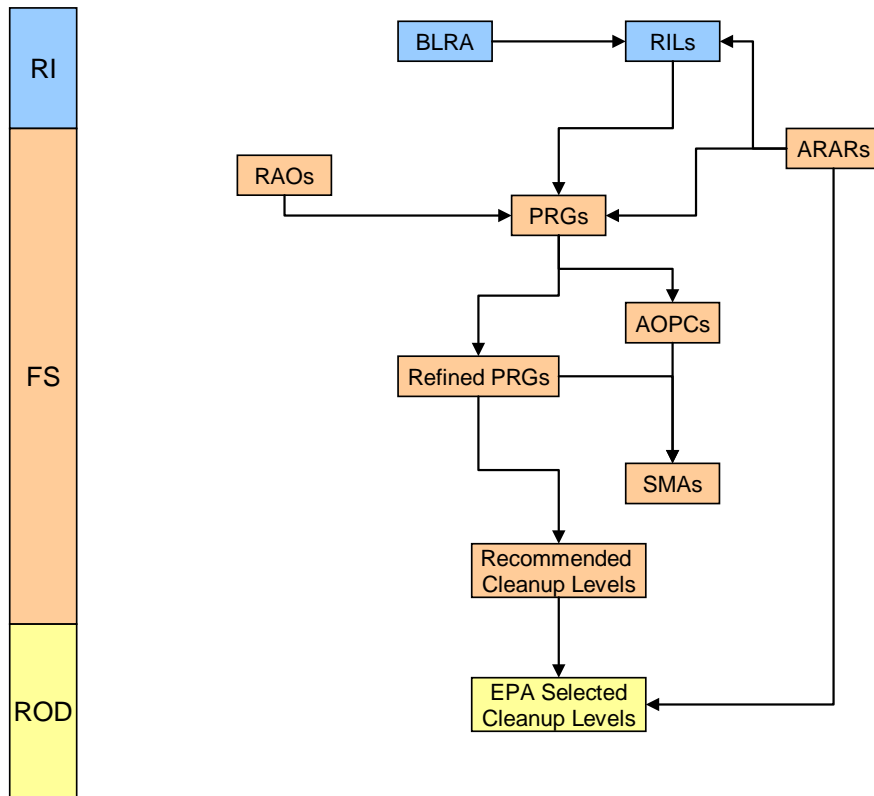 RI
BLRA
RILs
ARARs
RAOs
PRGs
AOPCs
FS
Refined PRGs
SMAs
Recommended
Cleanup Levels
EPA Selected
Cleanup Levels
ROD